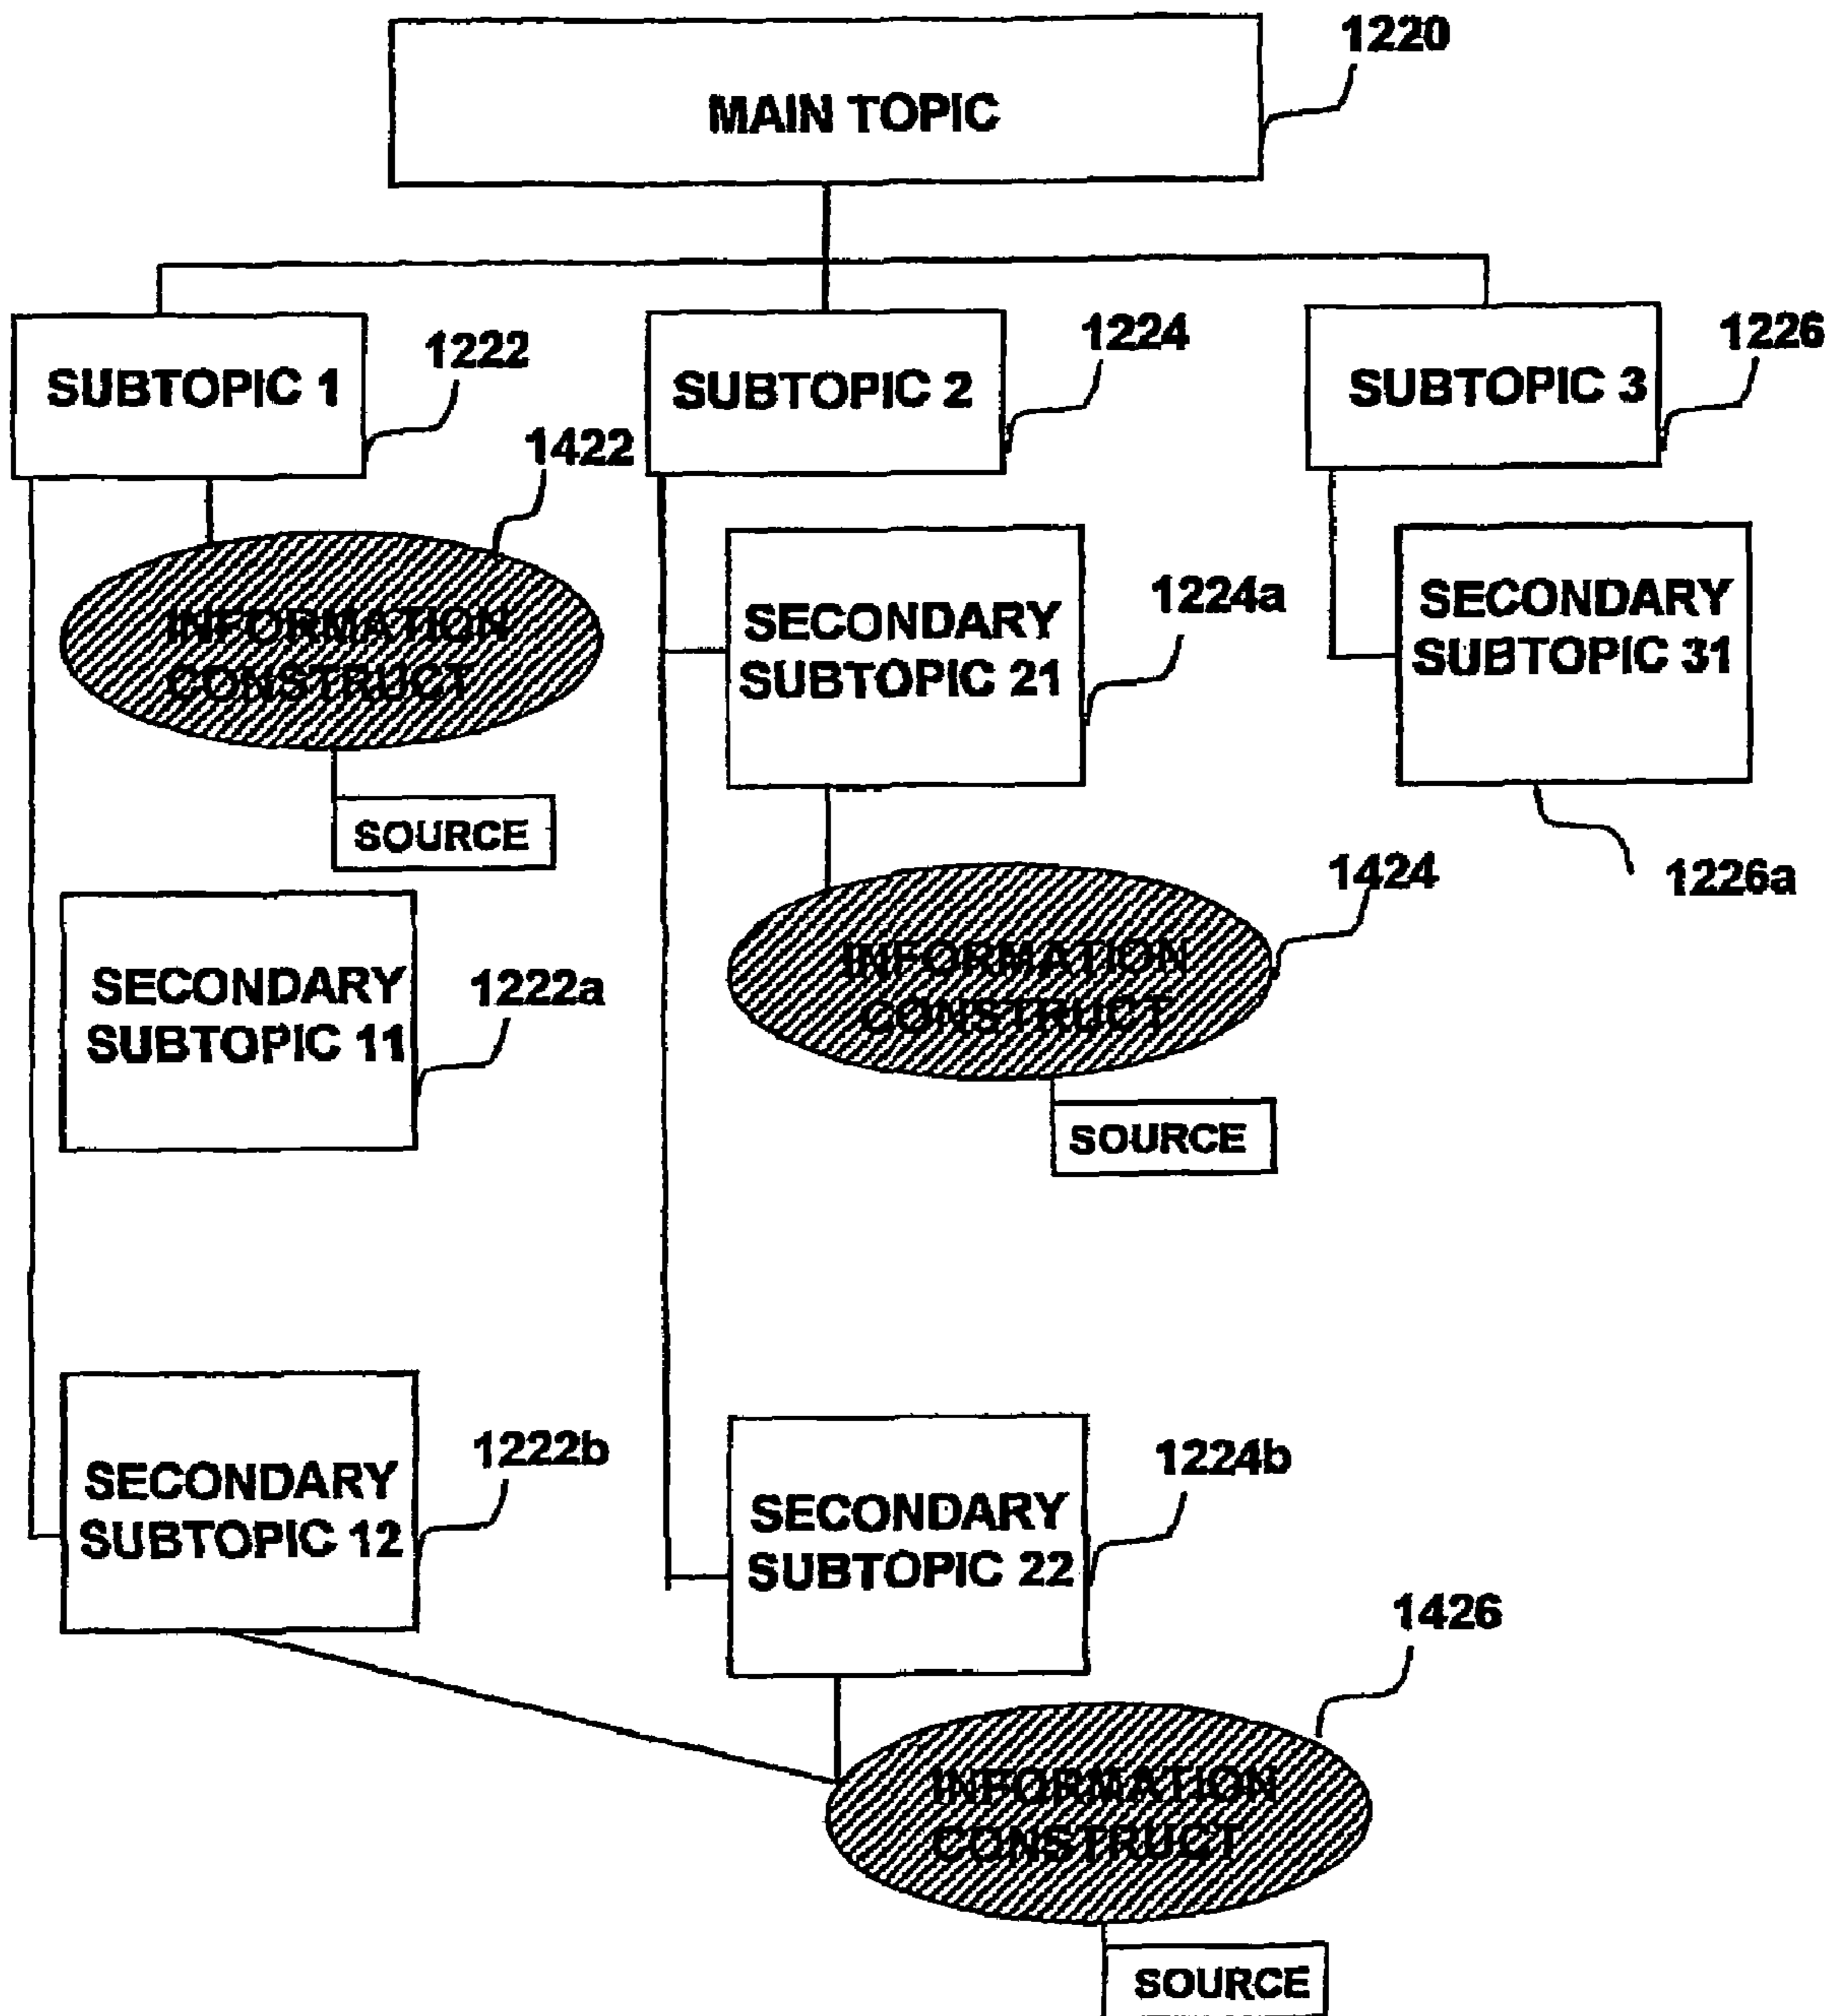 1220
MAIN TOPIC
SUBTOPIC 1
1222
SUBTOPIC 2
1224
SUBTOPIC 3
1226
1422
INFORMATION
CONSTRUCT
SOURCE
SECONDARY
SUBTOPIC 21
1224a
SECONDARY
SUBTOPIC 31
1226a
1424
INFORMATION
CONSTRUCT
SOURCE
SECONDARY
SUBTOPIC 11
1222a
SECONDARY
SUBTOPIC 12
1222b
SECONDARY
SUBTOPIC 22
1224b
1426
INFORMATION
CONSTRUCT
SOURCE